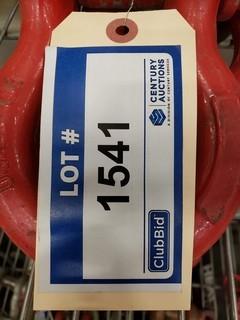 LOT #
1541
CENTURY
AUCTIONS
A DIVISION OF CENTURY SERVICES
ClubBid